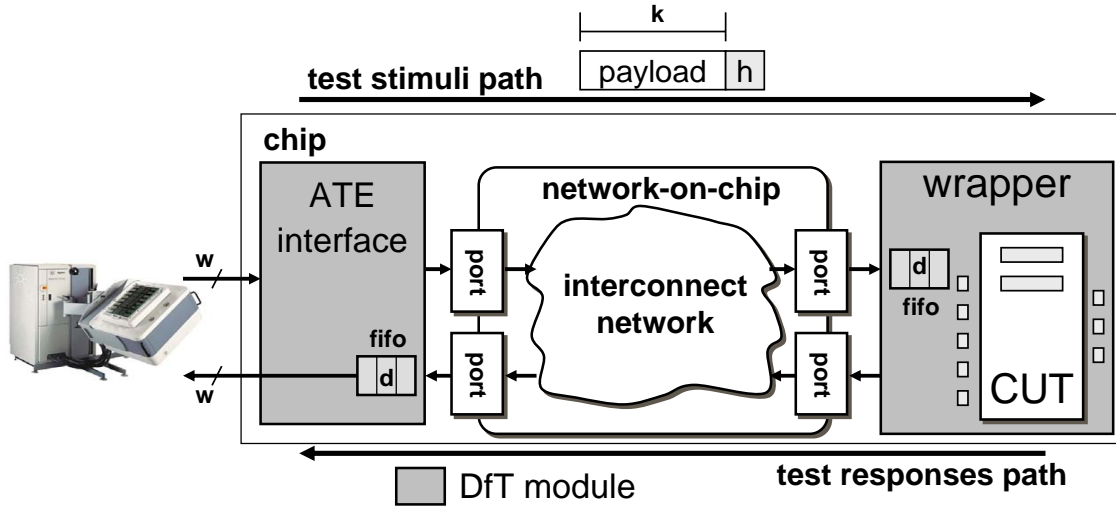 k
payload h
test stimuli path
chip
ATE
interface
network-on-chip
wrapper
w
port
port
interconnect
network
d
fifo
fifo
d
port
port
w
CUT
test responses path
DfT module